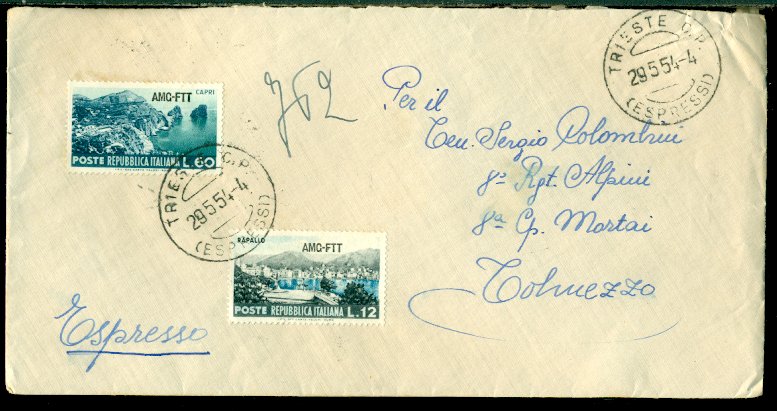 TRIESTE C.P.
29.5.54-4
(ESPRESSI)
AMG-FTT
CAPRI
POSTE REPUBBLICA ITALIANA L.60
TRIESTE C.P.
29.5.54-4
(ESPRESSI)
RAPALLO
AMG-FTT
POSTE REPUBBLICA ITALIANA L.12
Per il
Ten. Sergio Colombini
8º Rgt. Alpini
8ª Cp. Mortai
Tolmezzo
Espresso